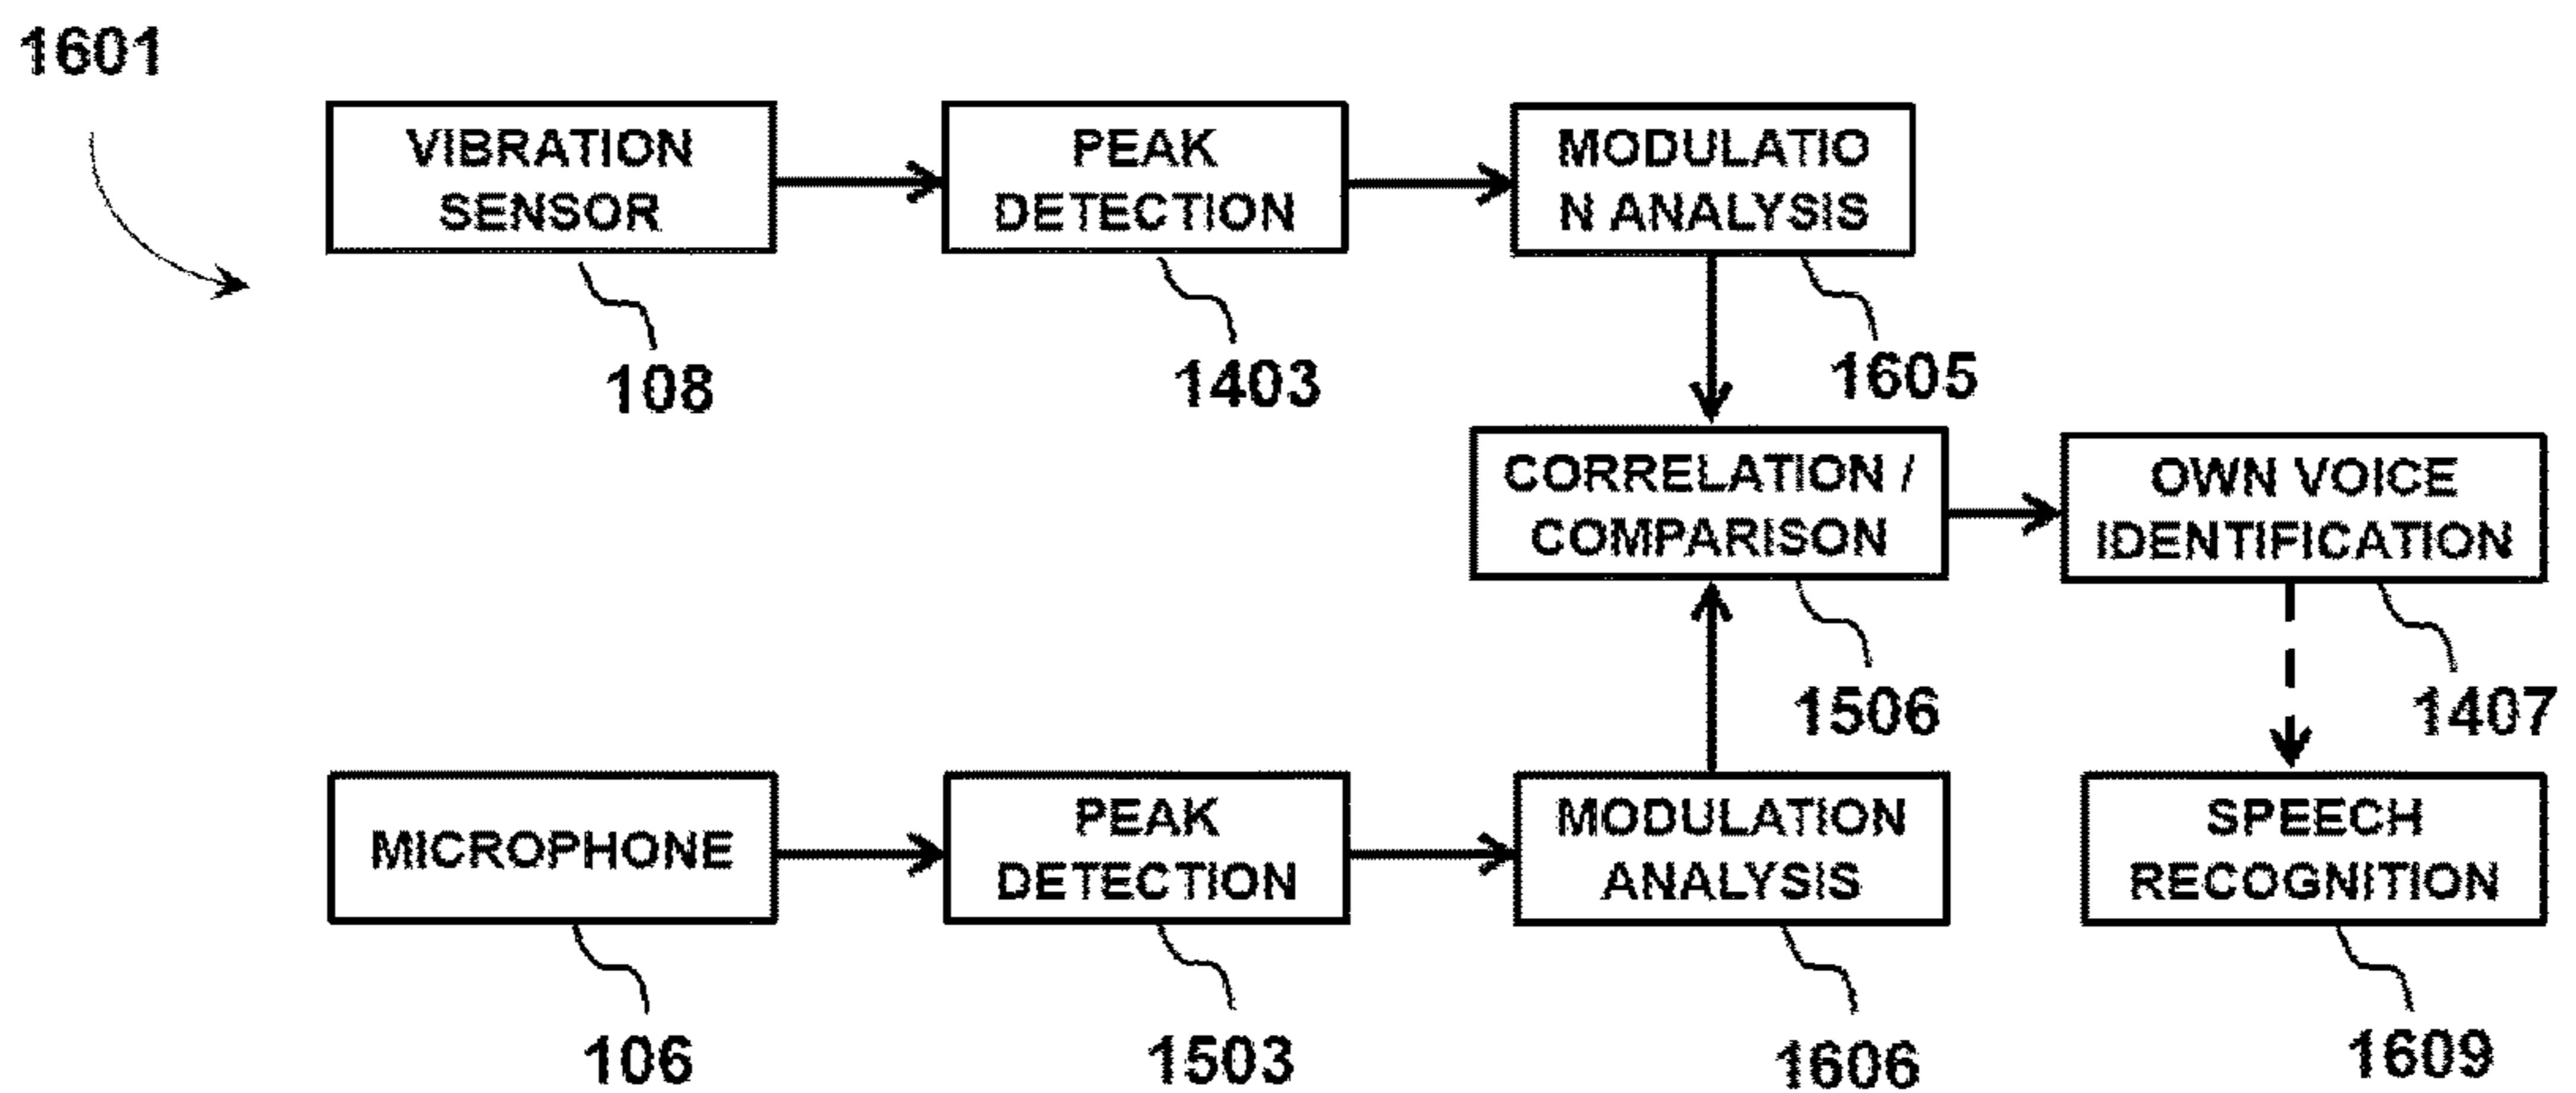 1601
VIBRATION
SENSOR
108
PEAK
DETECTION
1403
MODULATIO
N ANALYSIS
1605
CORRELATION /
COMPARISON
1506
OWN VOICE
IDENTIFICATION
1407
MICROPHONE
106
PEAK
DETECTION
1503
MODULATION
ANALYSIS
1606
SPEECH
RECOGNITION
1609